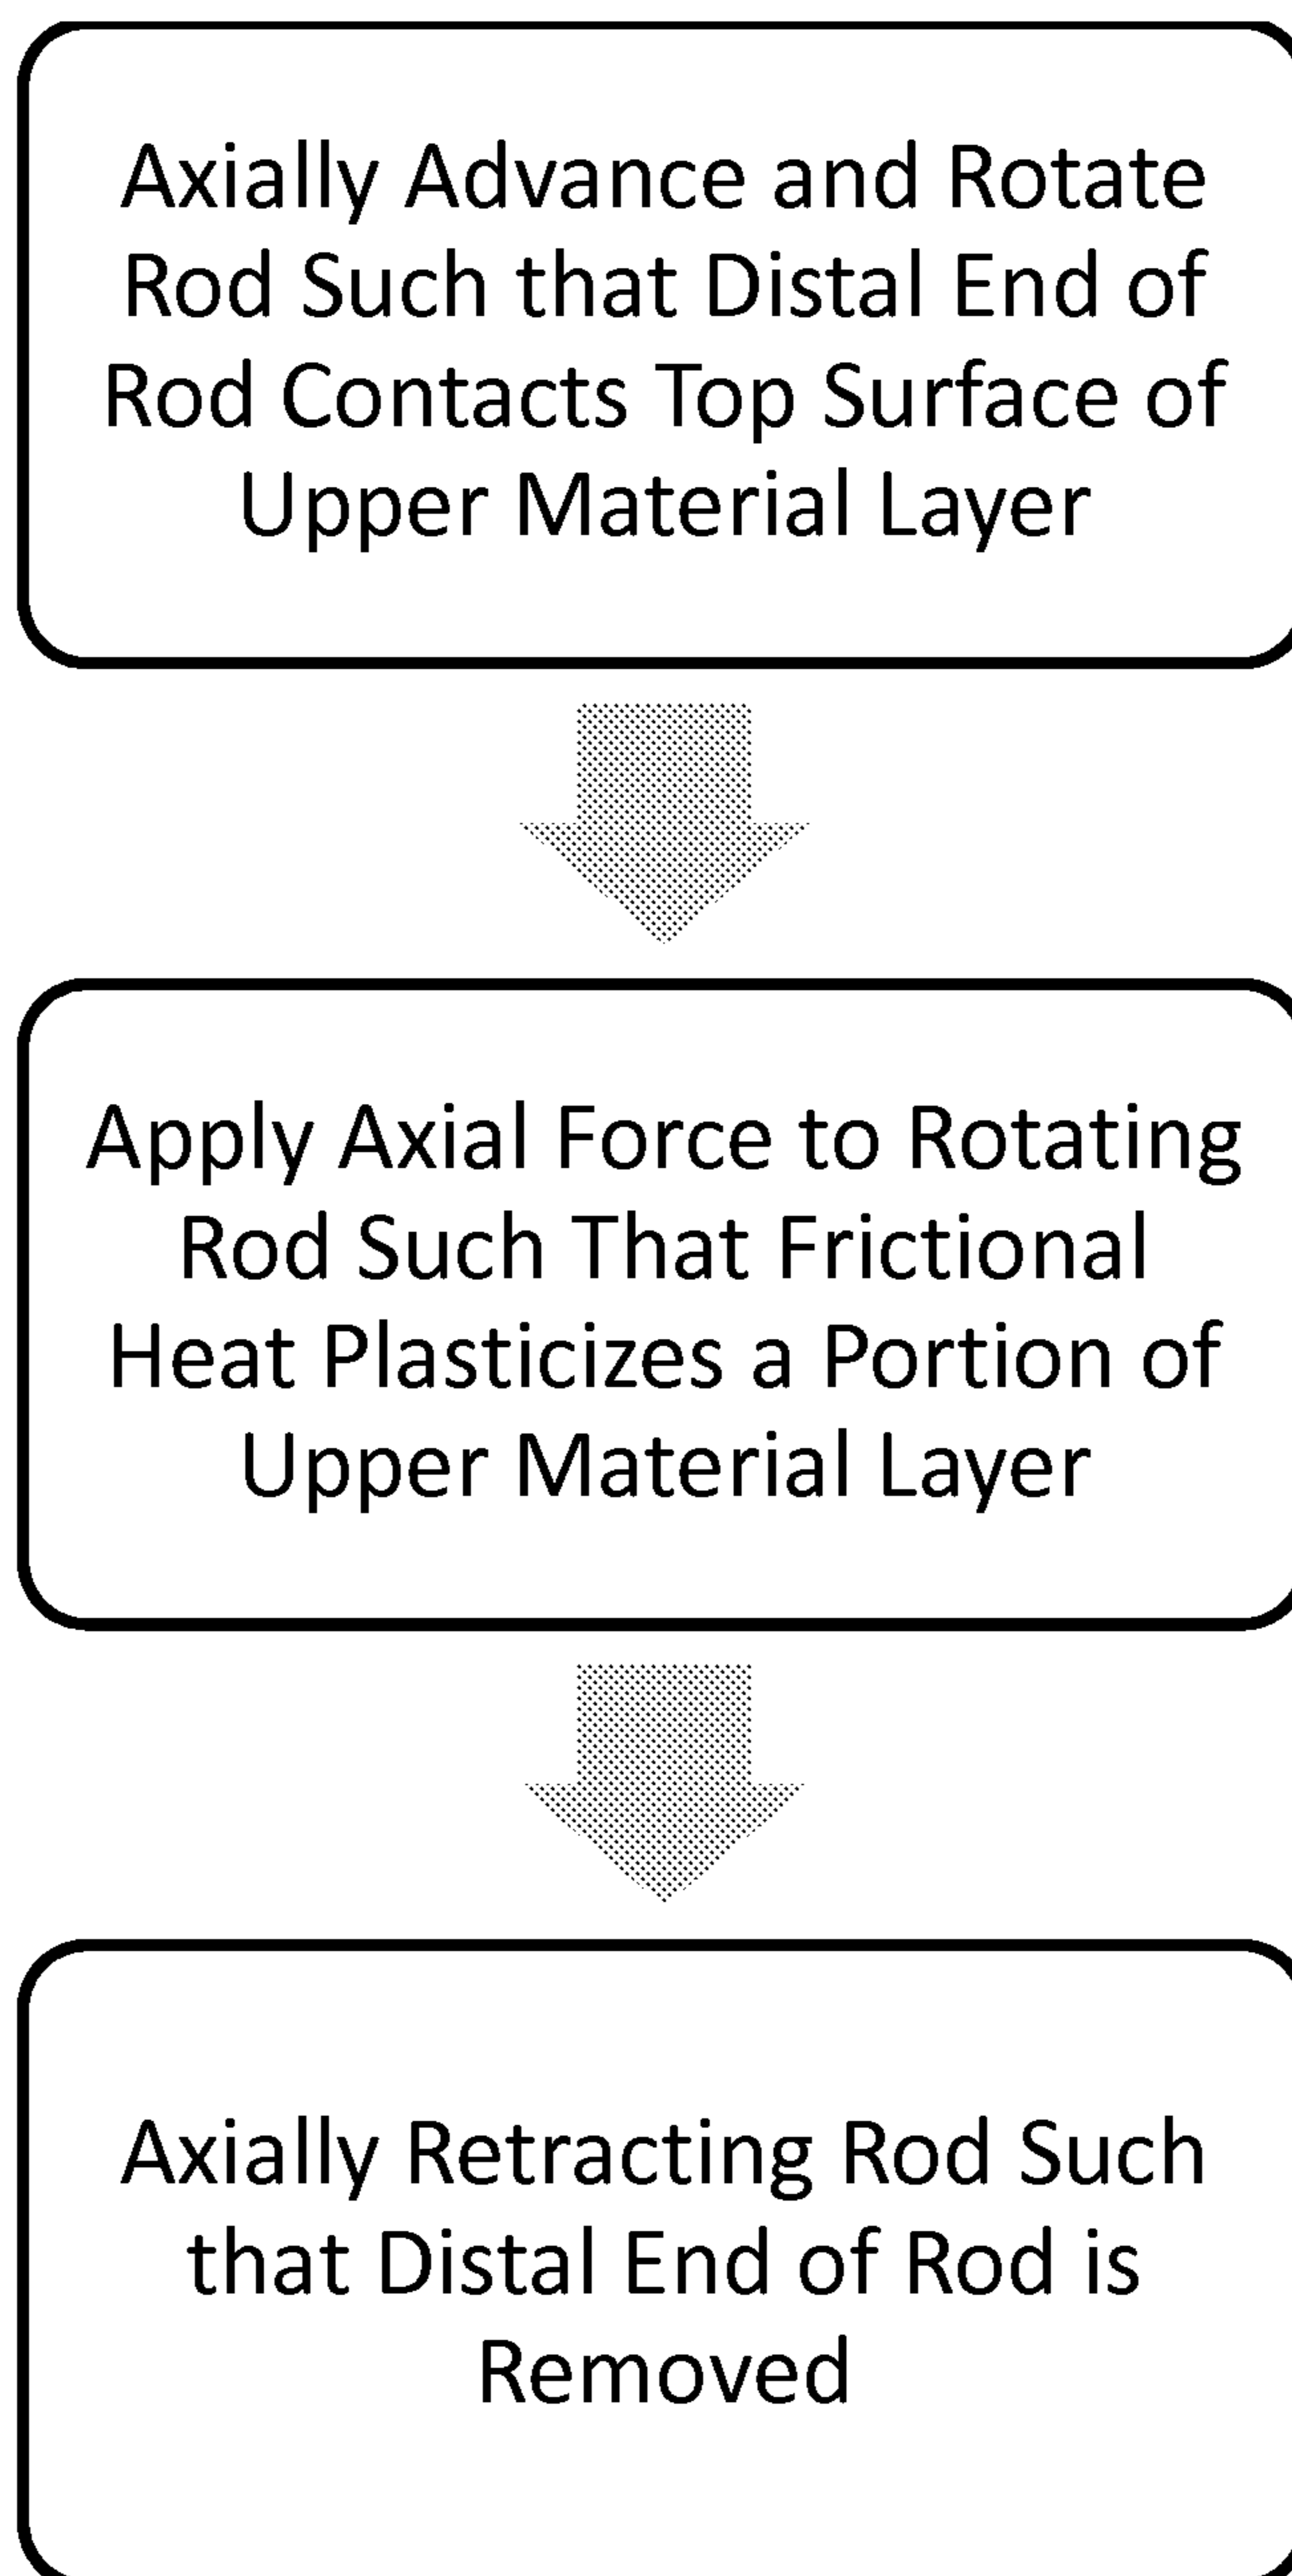 Axially Advance and Rotate
Rod Such that Distal End of
Rod Contacts Top Surface of
Upper Material Layer
Apply Axial Force to Rotating
Rod Such That Frictional
Heat Plasticizes a Portion of
Upper Material Layer
Axially Retracting Rod Such
that Distal End of Rod is
Removed